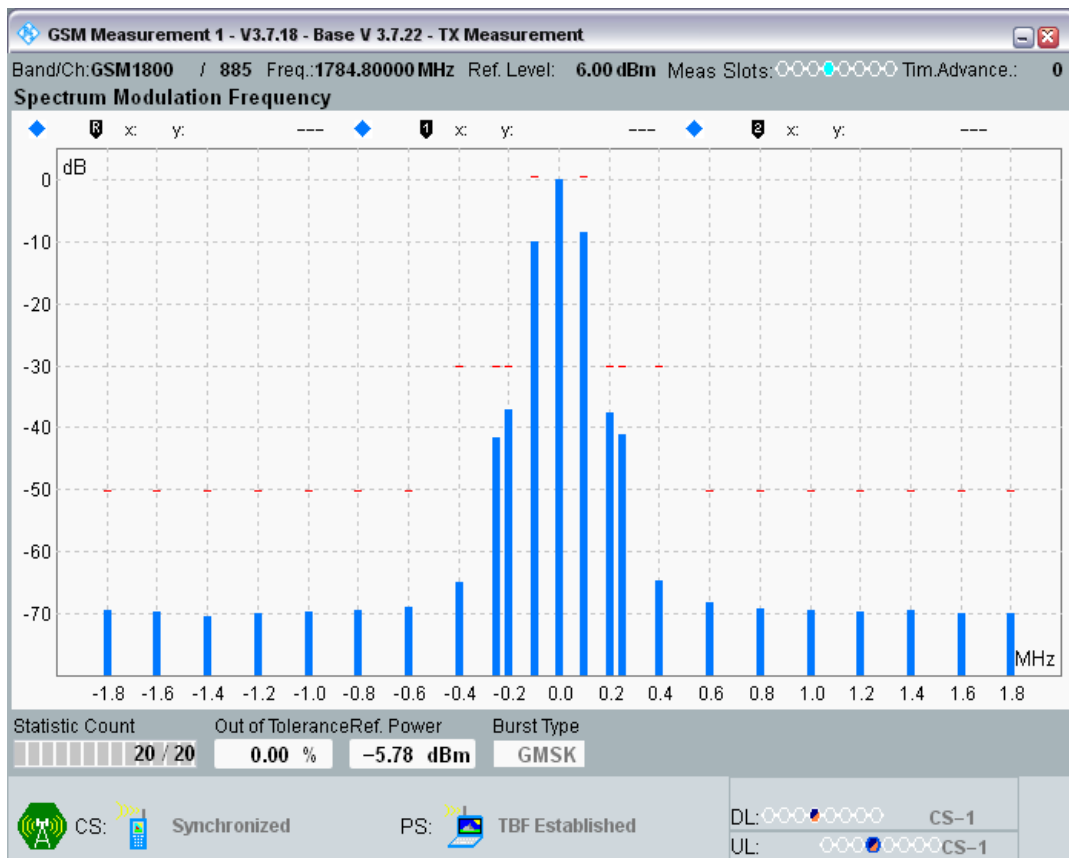 GSM Measurement 1 - V3.7.18 - Base V 3.7.22 - TX Measurement
Band/Ch:GSM1800 / 885 Freq.:1784.80000 MHz Ref. Level: 6.00 dBm Meas Slots: Tim.Advance.: 0
Spectrum Modulation Frequency
R x: y: --- 1 x: y: --- 2 x: y: ---
dB
0
-10
-20
-30
-40
-50
-60
-70
MHz
-1.8 -1.6 -1.4 -1.2 -1.0 -0.8 -0.6 -0.4 -0.2 0.0 0.2 0.4 0.6 0.8 1.0 1.2 1.4 1.6 1.8
Statistic Count Out of Tolerance Ref. Power Burst Type
20 / 20 0.00 % −5.78 dBm GMSK
CS: Synchronized PS: TBF Established
DL: CS−1
UL: CS−1